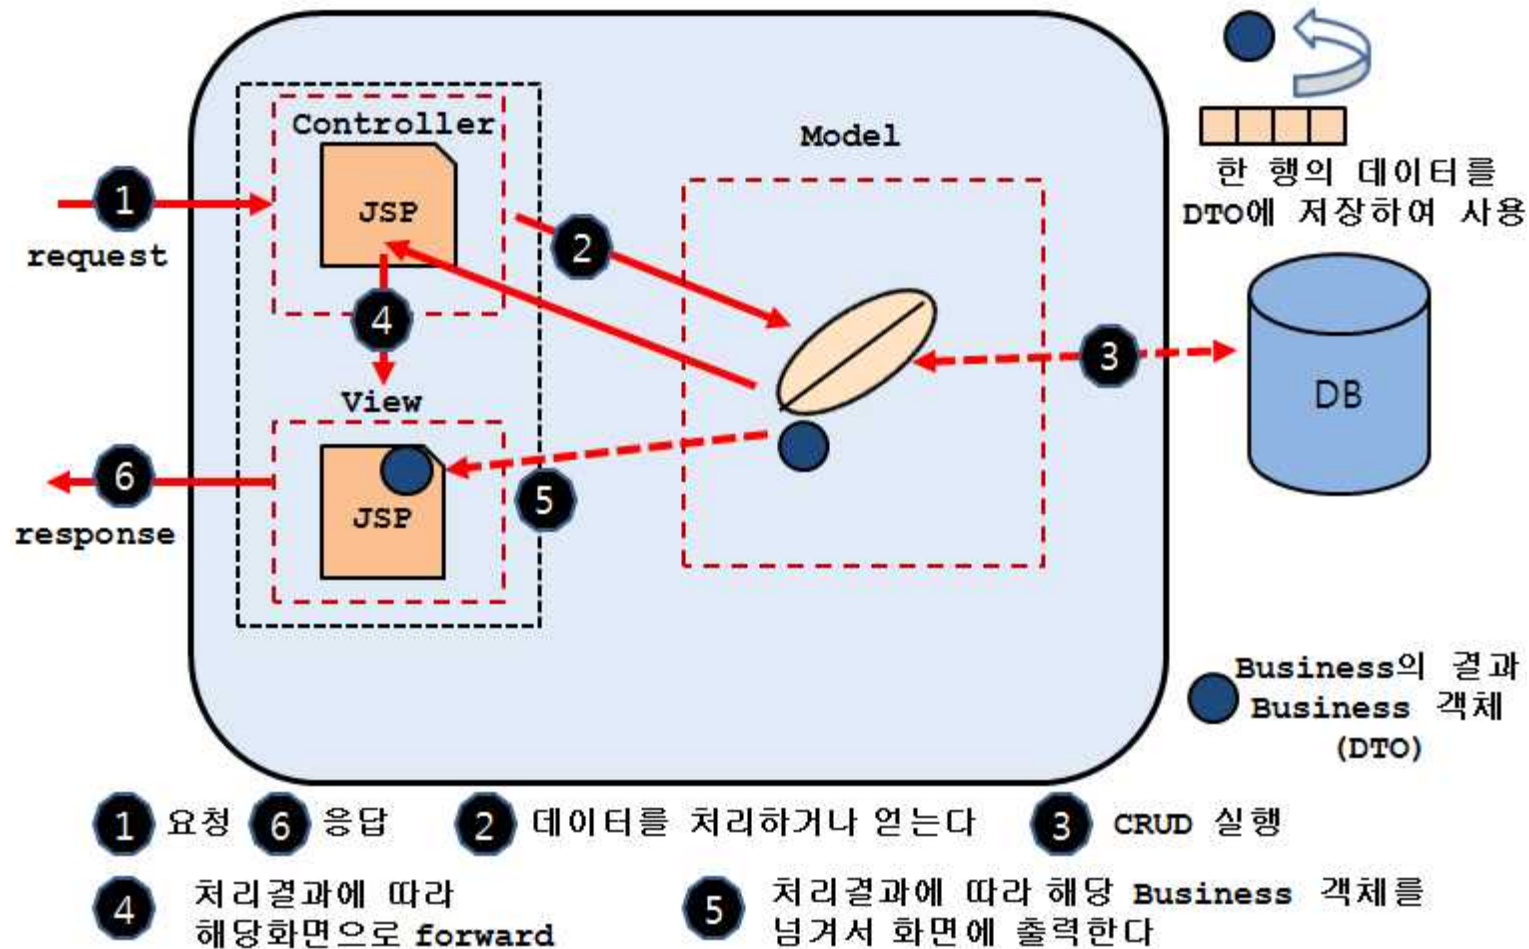 Controller
Model
한 행의 데이터를
DTO에 저장하여 사용
1
JSP
2
request
4
3
DB
View
6
JSP
5
response
Business의 결과
Business 객체
(DTO)
1 요청 6 응답 2 데이터를 처리하거나 얻는다 3 CRUD 실행
4 처리결과에 따라
해당화면으로 forward
5 처리결과에 따라 해당 Business 객체를
넘겨서 화면에 출력한다